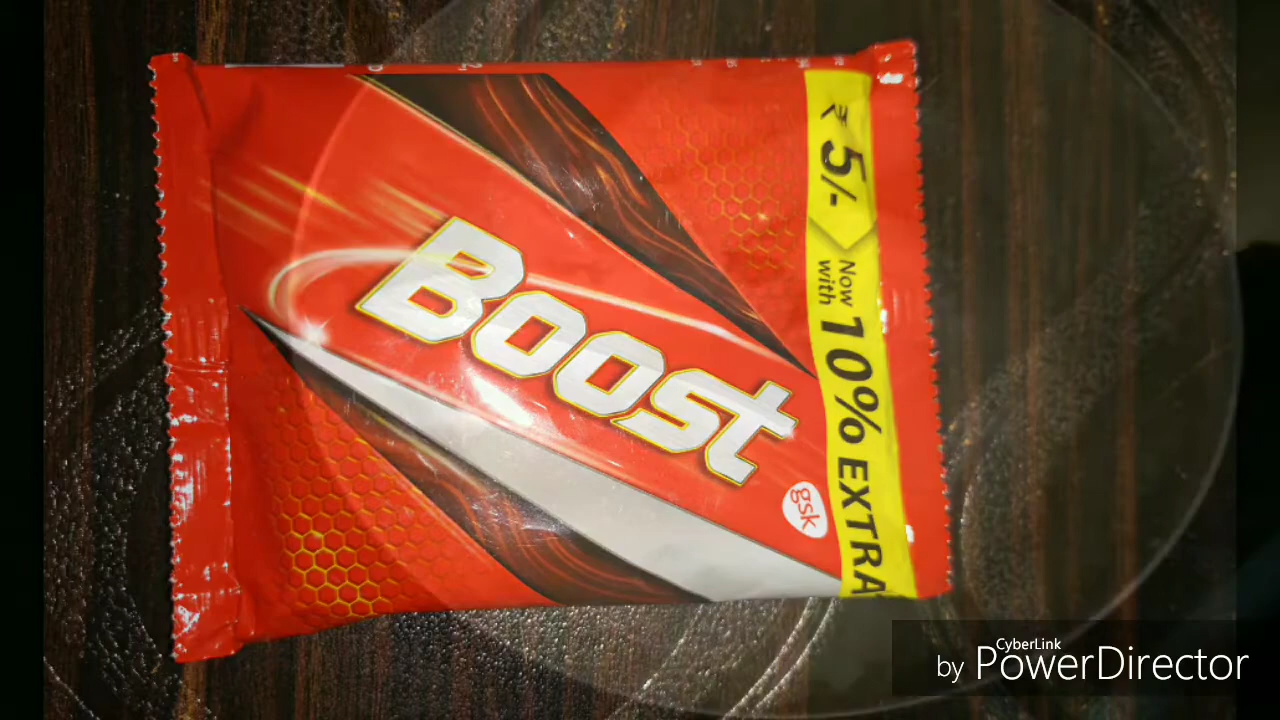 Boost
gsk
₹ 5/-
Now
with
10% EXTRA
CyberLink
by PowerDirector